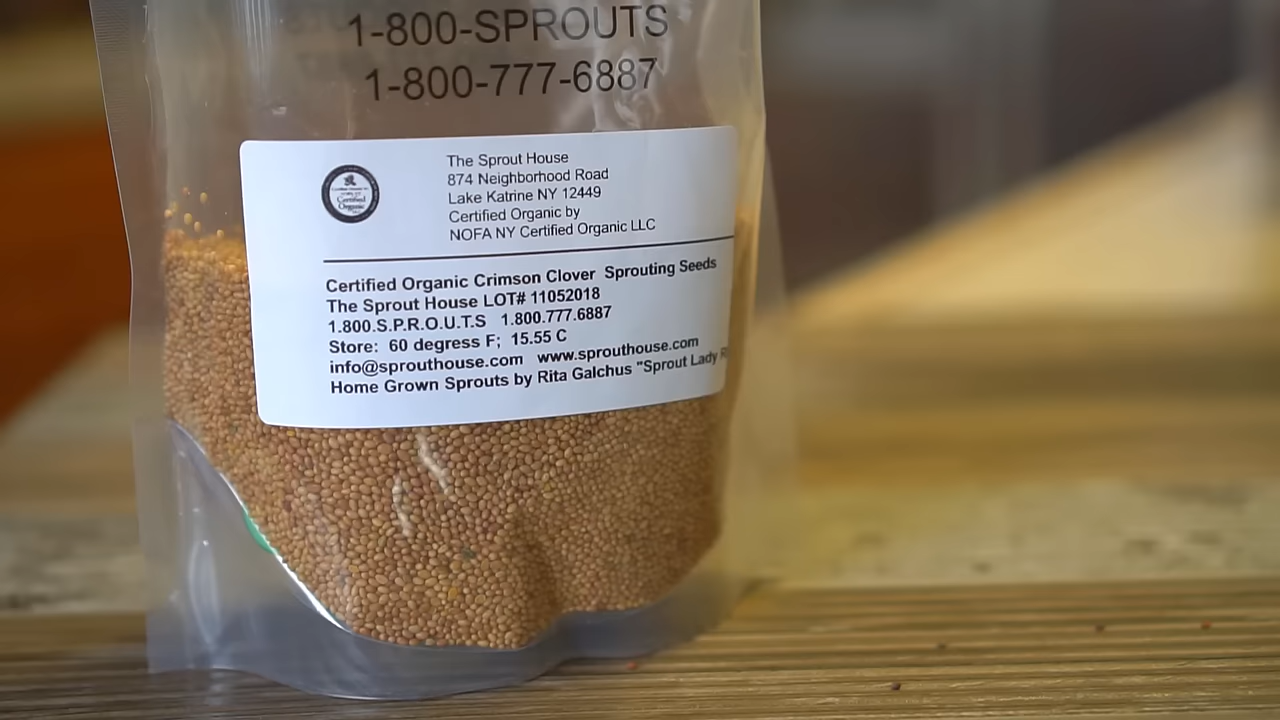 1-800-SPROUTS
1-800-777-6887
The Sprout House
874 Neighborhood Road
Lake Katrine NY 12449
Certified Organic by
NOFA NY Certified Organic LLC
Certified Organic
Certified Organic Crimson Clover Sprouting Seeds
The Sprout House LOT# 11052018
1.800.S.P.R.O.U.T.S 1.800.777.6887
Store: 60 degress F; 15.55 C
info@sprouthouse.com www.sprouthouse.com
Home Grown Sprouts by Rita Galchus "Sprout Lady R